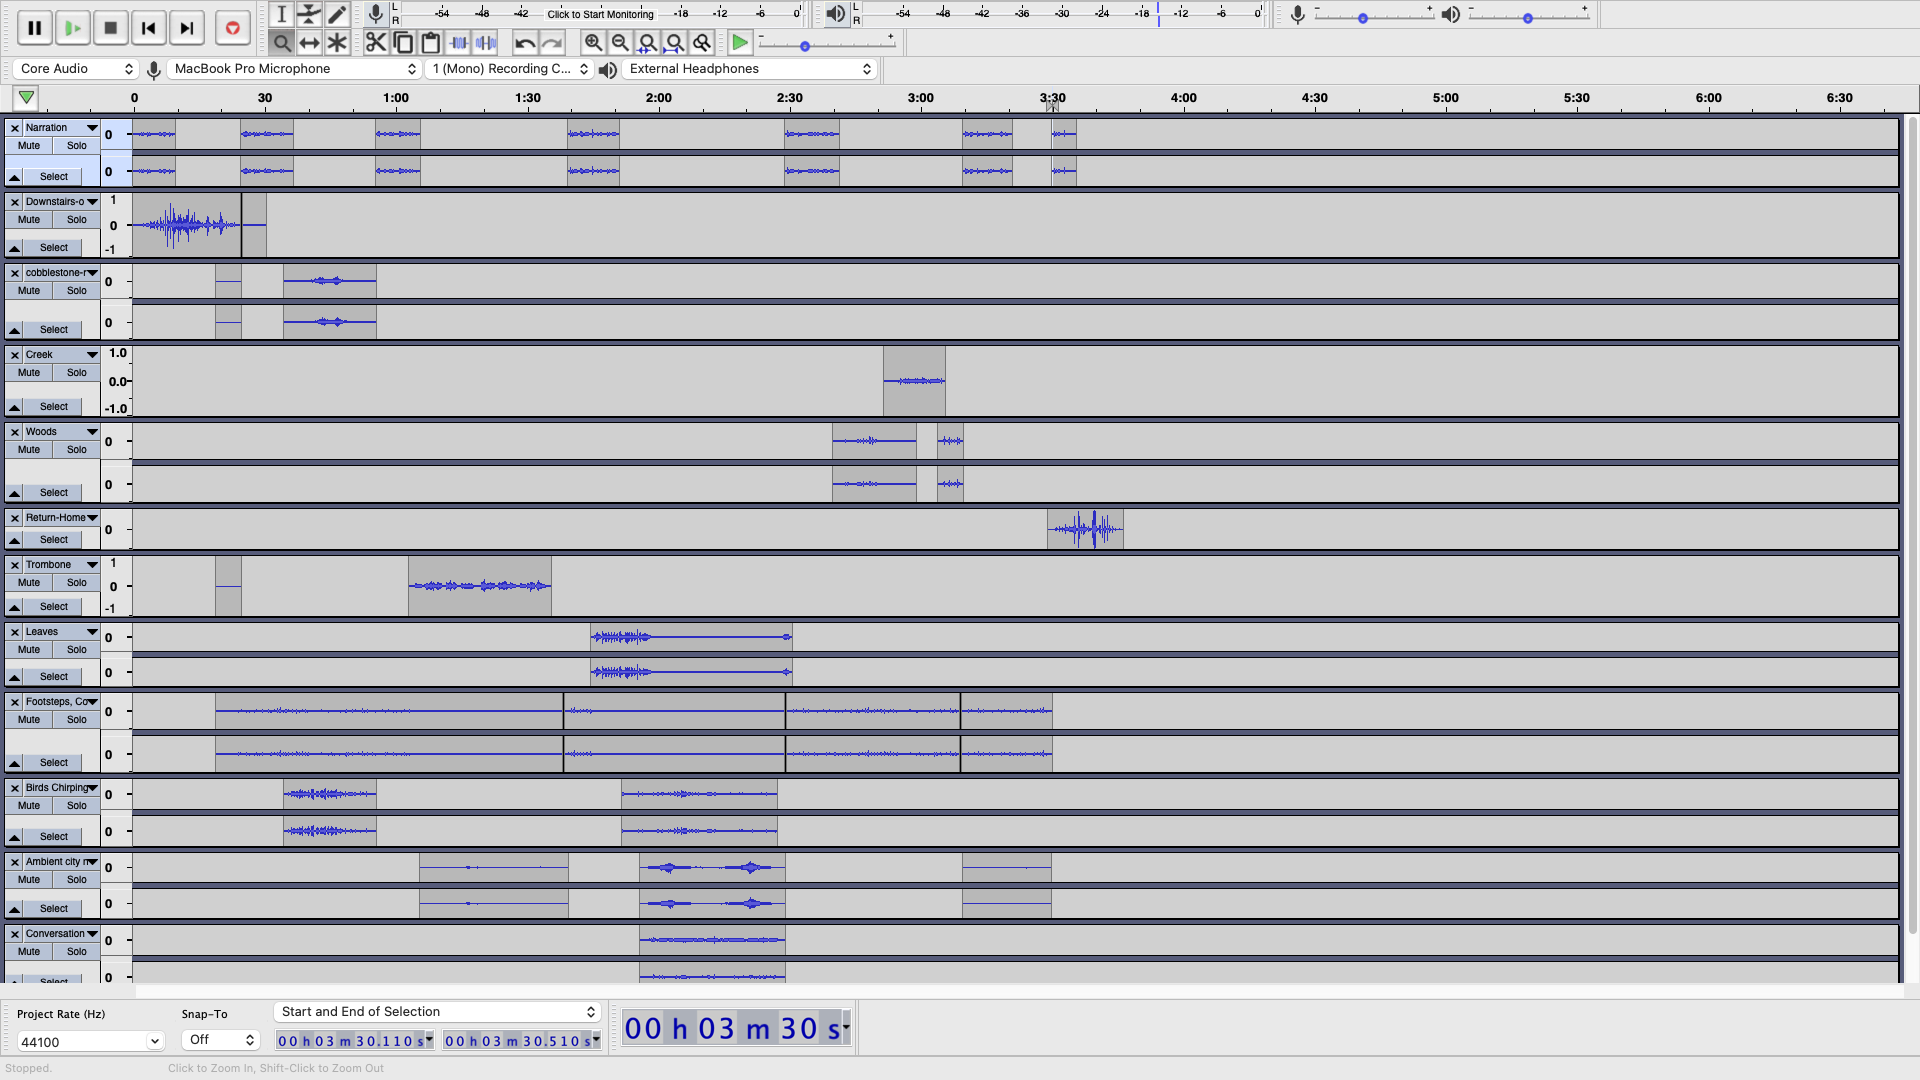 L
R
-54 -48 -42 Click to Start Monitoring -18 -12 -6 0
L
R
-54 -48 -42 -36 -30 -24 -18 -12 -6 0
- +
- +
- +
Core Audio
MacBook Pro Microphone
1 (Mono) Recording C...
External Headphones
0 30 1:00 1:30 2:00 2:30 3:00 3:30 4:00 4:30 5:00 5:30 6:00 6:30
Narration
Mute Solo
Select
0
0
Downstairs-o
Mute Solo
Select
1
0
-1
cobblestone-r
Mute Solo
Select
0
0
Creek
Mute Solo
Select
1.0
0.0
-1.0
Woods
Mute Solo
Select
0
0
Return-Home
Select
0
Trombone
Mute Solo
Select
1
0
-1
Leaves
Mute Solo
Select
0
0
Footsteps, Co
Mute Solo
Select
0
0
Birds Chirping
Mute Solo
Select
0
0
Ambient city n
Mute Solo
Select
0
0
Conversation
Mute Solo
Select
0
0
Project Rate (Hz)
44100
Snap-To
Off
Start and End of Selection
00 h 03 m 30.110 s
00 h 03 m 30.510 s
00 h 03 m 30 s
Stopped.
Click to Zoom In, Shift-Click to Zoom Out